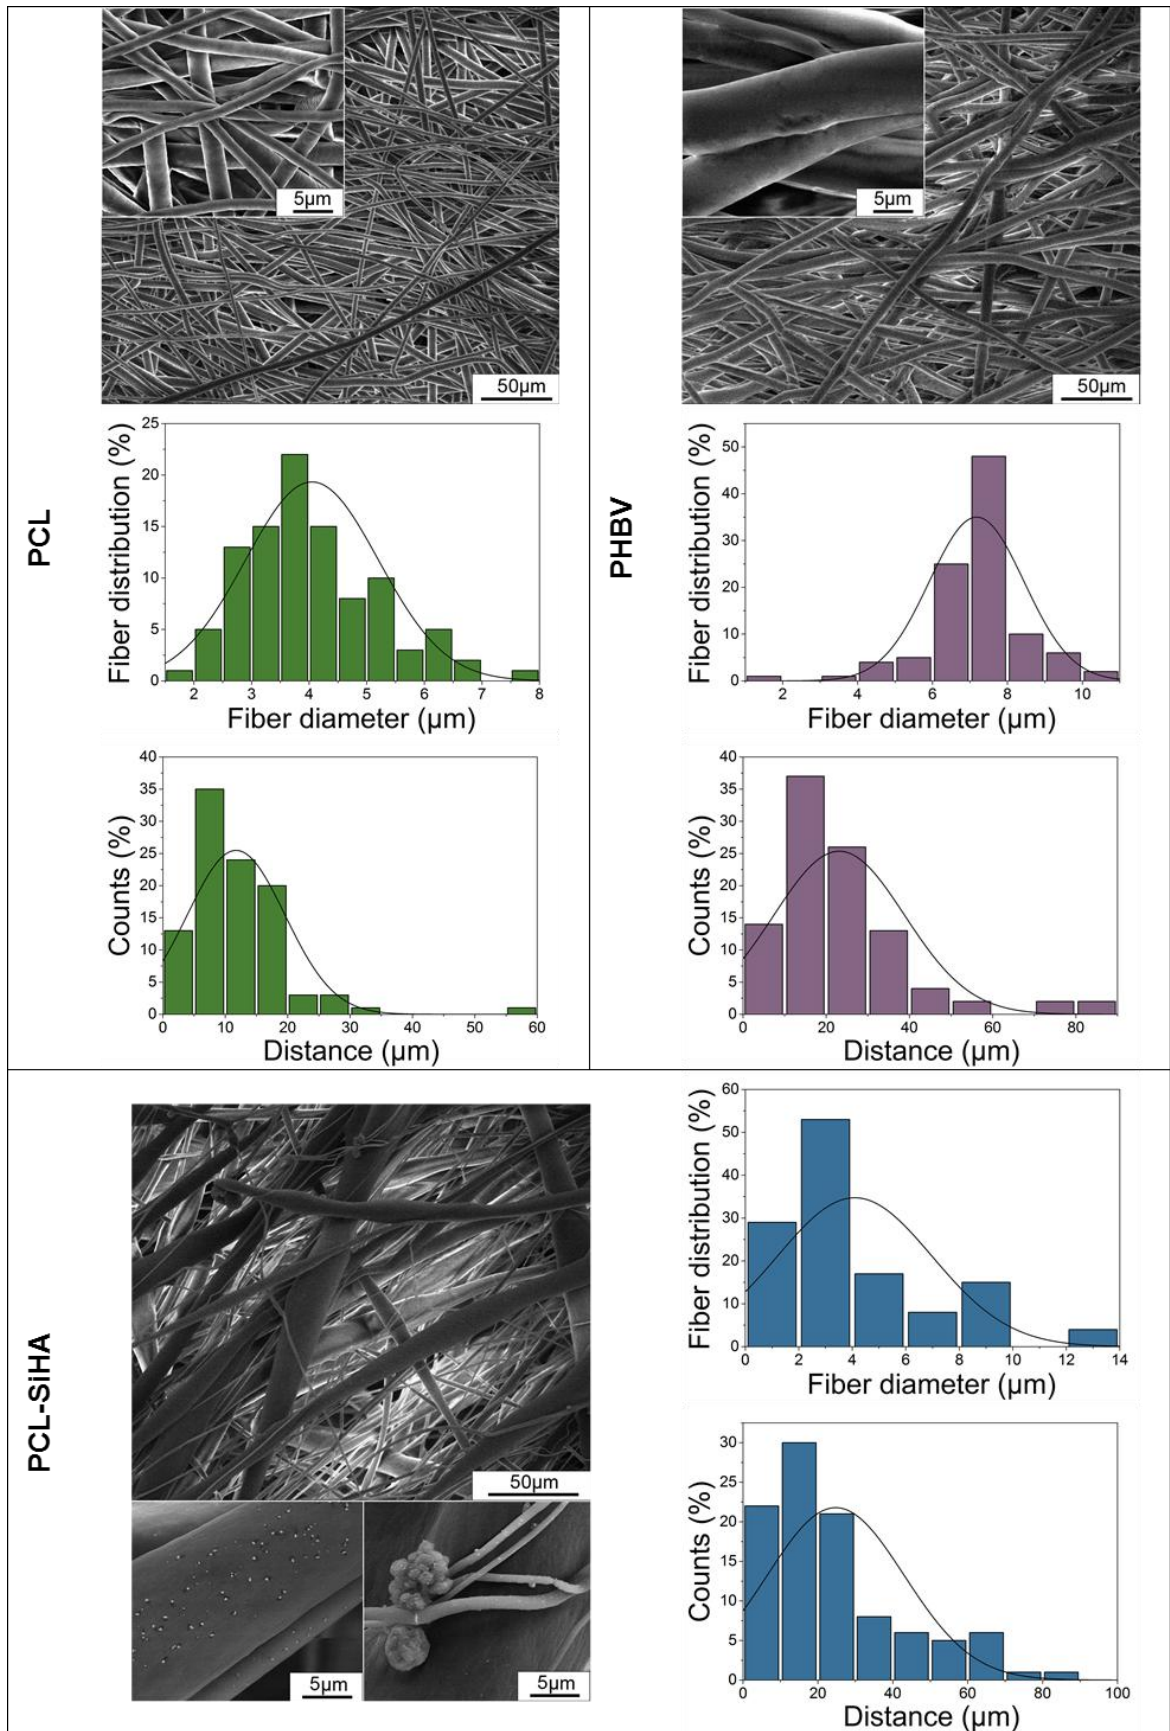 PCL
5µm
50µm
Fiber distribution (%)
25
20
15
10
5
0
2 3 4 5 6 7 8
Fiber diameter (µm)
Counts (%)
40
35
30
25
20
15
10
5
0
0 10 20 30 40 50 60
Distance (µm)
PHBV
5µm
50µm
Fiber distribution (%)
50
40
30
20
10
0
2 4 6 8 10
Fiber diameter (µm)
Counts (%)
40
35
30
25
20
15
10
5
0
0 20 40 60 80
Distance (µm)
PCL-SiHA
50µm
5µm
5µm
Fiber distribution (%)
60
50
40
30
20
10
0
0 2 4 6 8 10 12 14
Fiber diameter (µm)
Counts (%)
30
25
20
15
10
5
0
0 20 40 60 80 100
Distance (µm)